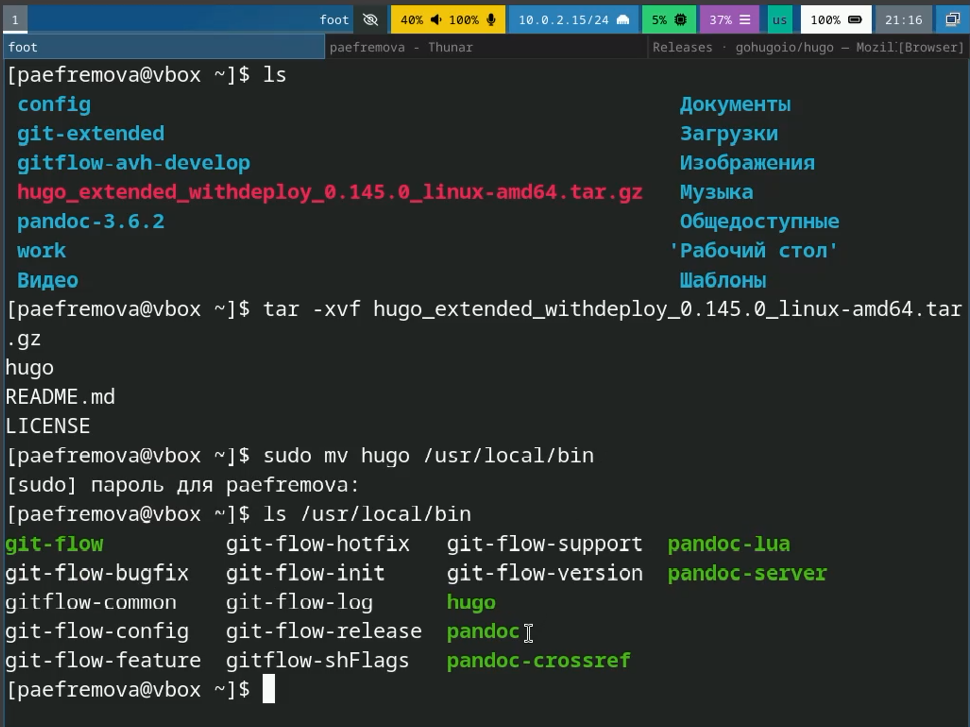 1 foot 40% 100% 10.0.2.15/24 5% 37% us 100% 21:16
foot paefremova - Thunar Releases · gohugoio/hugo — Mozil [Browser]
[paefremova@vbox ~]$ ls
config Документы
git-extended Загрузки
gitflow-avh-develop Изображения
hugo_extended_withdeploy_0.145.0_linux-amd64.tar.gz Музыка
pandoc-3.6.2 Общедоступные
work 'Рабочий стол'
Видео Шаблоны
[paefremova@vbox ~]$ tar -xvf hugo_extended_withdeploy_0.145.0_linux-amd64.tar
.gz
hugo
README.md
LICENSE
[paefremova@vbox ~]$ sudo mv hugo /usr/local/bin
[sudo] пароль для paefremova:
[paefremova@vbox ~]$ ls /usr/local/bin
git-flow git-flow-hotfix git-flow-support pandoc-lua
git-flow-bugfix git-flow-init git-flow-version pandoc-server
gitflow-common git-flow-log hugo
git-flow-config git-flow-release pandoc
git-flow-feature gitflow-shFlags pandoc-crossref
[paefremova@vbox ~]$